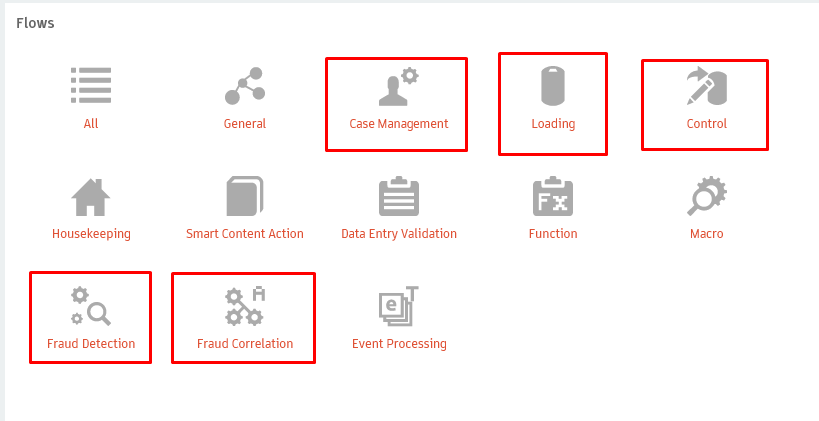 Flows
All
General
Case Management
Loading
Control
Housekeeping
Smart Content Action
Data Entry Validation
Fx
Function
Macro
A
Fraud Detection
Fraud Correlation
e T
Event Processing